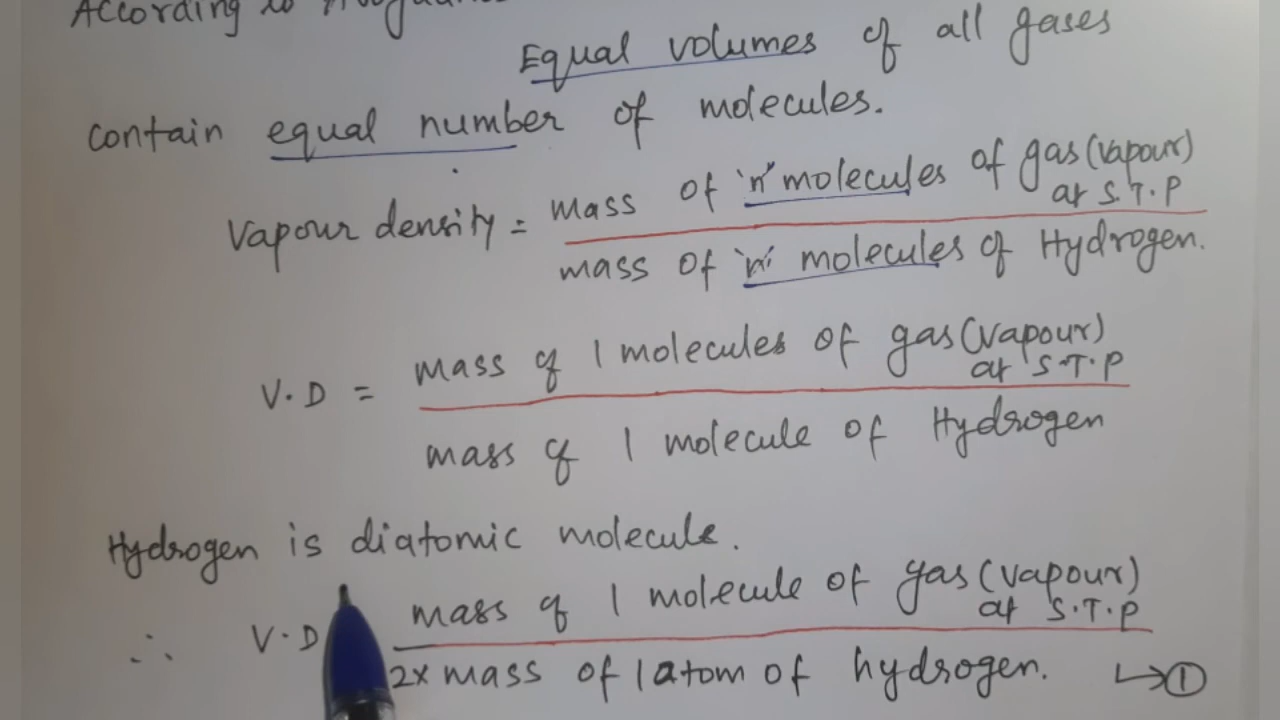 According to
Equal volumes of all gases
contain equal number of molecules.
Vapour density = mass of 'n' molecules of gas (vapour)
at S.T.P
mass of 'n' molecules of Hydrogen.
V.D = mass of 1 molecules of gas (vapour)
at S.T.P
mass of 1 molecule of Hydrogen
Hydrogen is diatomic molecule.
∴ V.D mass of 1 molecule of gas (vapour)
at S.T.P
2x mass of 1 atom of hydrogen. ↳①